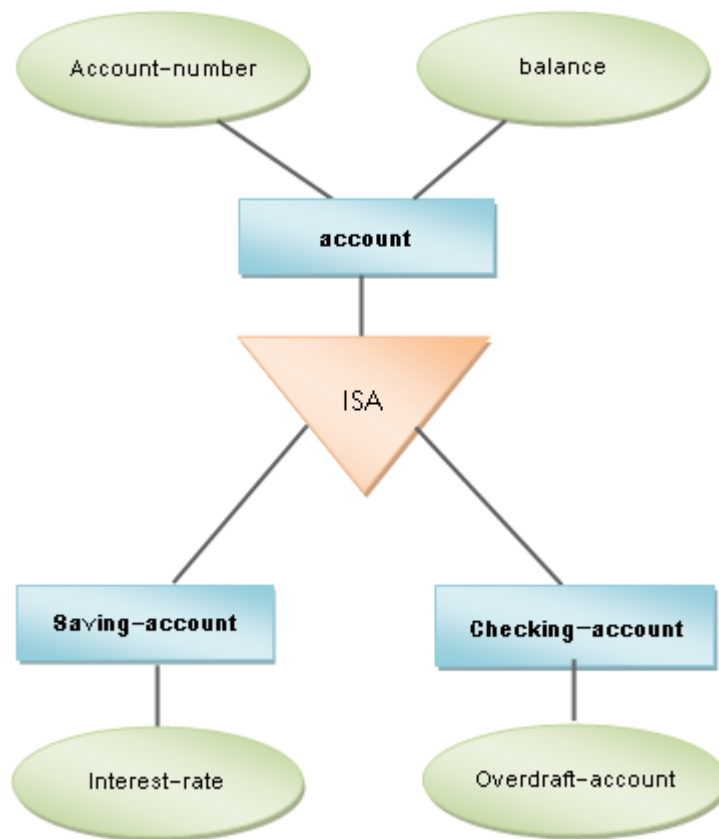 Account-number
balance
account
ISA
Saving-account
Checking-account
Interest-rate
Overdraft-account